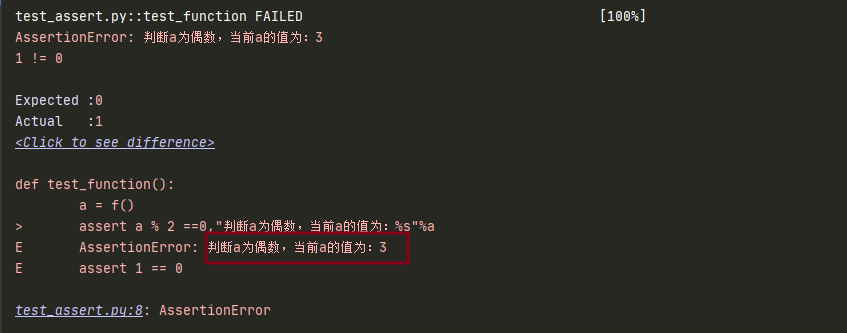 test_assert.py::test_function FAILED [100%]
AssertionError: 判断a为偶数，当前a的值为：3
1 != 0
Expected :0
Actual :1
<Click to see difference>
def test_function():
a = f()
> assert a % 2 ==0,"判断a为偶数，当前a的值为：%s"%a
E AssertionError: 判断a为偶数，当前a的值为：3
E assert 1 == 0
test_assert.py:8: AssertionError